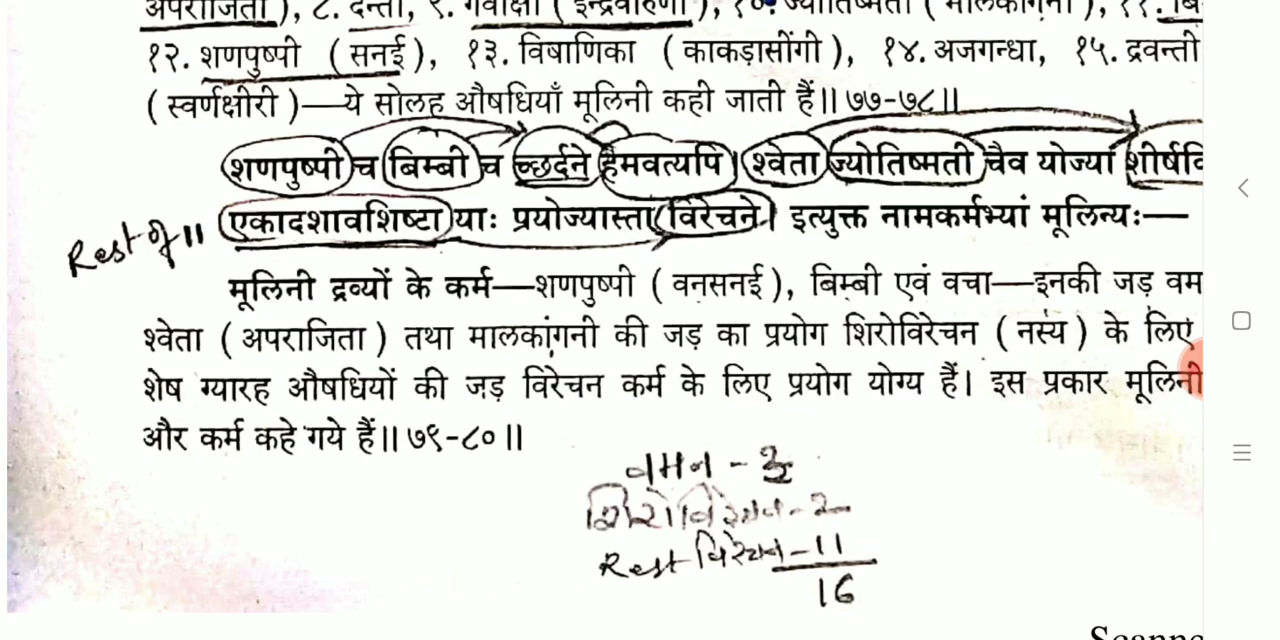 अपराजिता), ८. दन्ती, ९. गवाक्षी (इन्द्रवारुणी), १०. ज्योतिष्मती (मालकांगनी), ११.
१२. शणपुष्पी (सनई), १३. विषाणिका (काकड़ासींगी), १४. अजगन्धा, १५. द्रवन्ती
(स्वर्णक्षीरी)—ये सोलह औषधियाँ मूलिनी कही जाती हैं॥ ७७-७८॥
शणपुष्पी च बिम्बी च च्छर्दने हैमवत्यपि। श्वेता ज्योतिष्मती चैव योज्या शीर्षवि
Rest of 11 एकादशावशिष्टा याः प्रयोज्यास्ता विरेचने। इत्युक्त नामकर्मभ्यां मूलिन्यः—
मूलिनी द्रव्यों के कर्म—शणपुष्पी (वनसनई), बिम्बी एवं वचा—इनकी जड़ वम
श्वेता (अपराजिता) तथा मालकांगनी की जड़ का प्रयोग शिरोविरेचन (नस्य) के लिए
शेष ग्यारह औषधियों की जड़ विरेचन कर्म के लिए प्रयोग योग्य हैं। इस प्रकार मूलिनी
और कर्म कहे गये हैं॥ ७९-८०॥
वमन - ३
शिरोविरेचन - २
Rest विरेचन - 11
16
Scanne